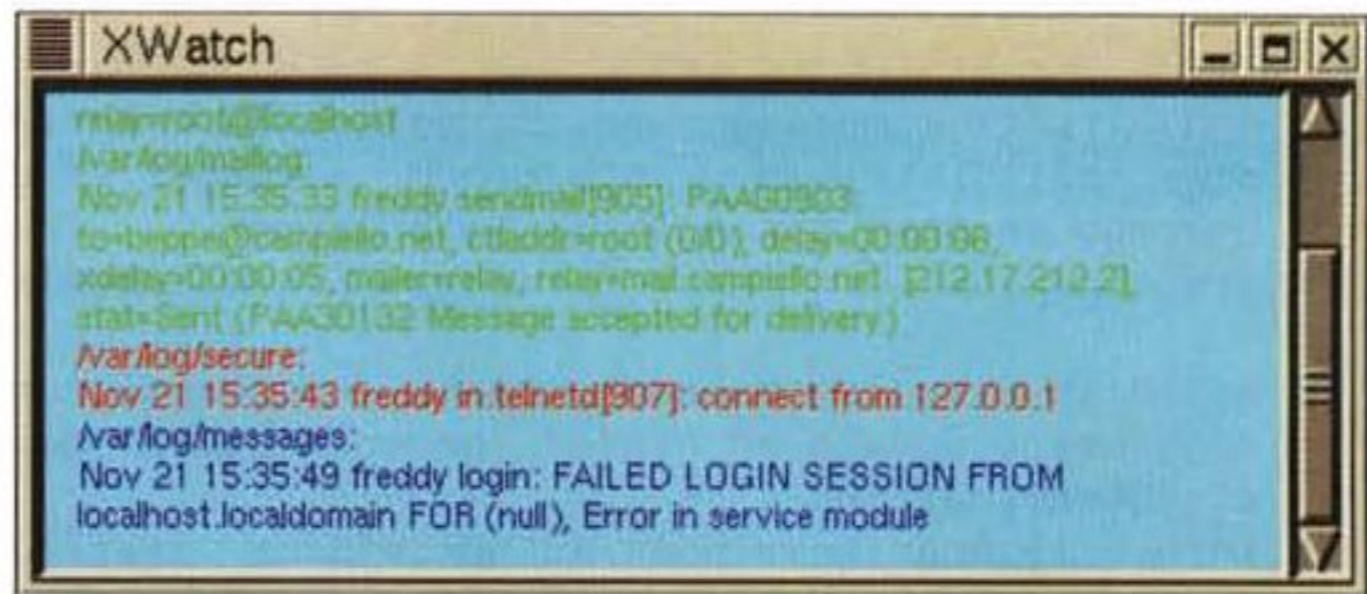 XWatch
relay=root@localhost
/var/log/maillog:
Nov 21 15:35:33 freddy sendmail[905]: PAA00903:
to=beppe@campiello.net, ctladdr=root (0/0), delay=00:00:06,
xdelay=00:00:05, mailer=relay, relay=mail.campiello.net. [212.17.212.2],
stat=Sent (PAA30132 Message accepted for delivery)
/var/log/secure:
Nov 21 15:35:43 freddy in.telnetd[907]: connect from 127.0.0.1
/var/log/messages:
Nov 21 15:35:49 freddy login: FAILED LOGIN SESSION FROM
localhost.localdomain FOR (null), Error in service module